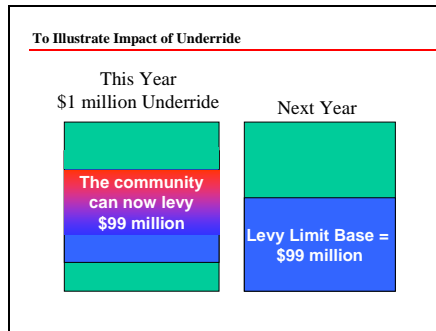 To Illustrate Impact of Underride
This Year
$1 million Underride
Next Year
The community
can now levy
$99 million
Levy Limit Base =
$99 million